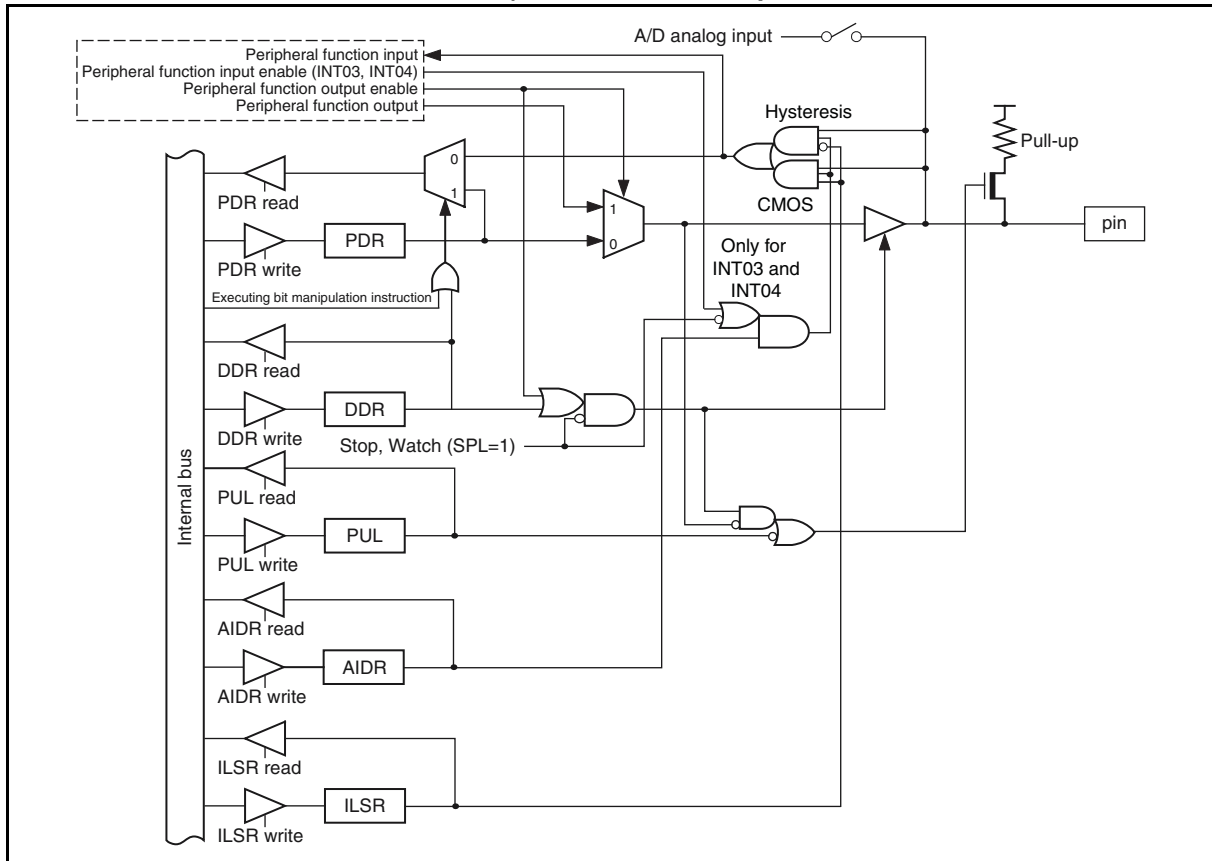 A/D analog input
Peripheral function input
Peripheral function input enable (INT03, INT04)
Peripheral function output enable
Peripheral function output
Hysteresis
Pull-up
0
1
CMOS
PDR read
1
0
pin
PDR
PDR write
Only for
INT03 and
INT04
Executing bit manipulation instruction
DDR read
DDR
DDR write
Stop, Watch (SPL=1)
Internal bus
PUL read
PUL
PUL write
AIDR read
AIDR
AIDR write
ILSR read
ILSR
ILSR write